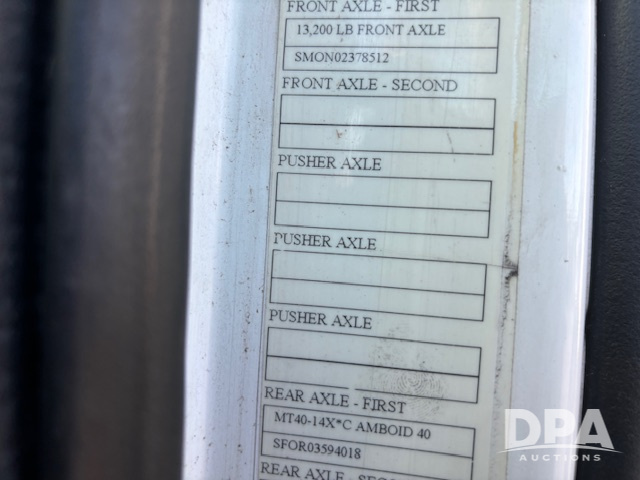 FRONT AXLE - FIRST
13,200 LB FRONT AXLE
SMON02378512
FRONT AXLE - SECOND
PUSHER AXLE
PUSHER AXLE
PUSHER AXLE
REAR AXLE - FIRST
MT40-14X*C AMBOID 40
SFOR03594018
REAR AXLE - SECO
DPA
AUCTIONS